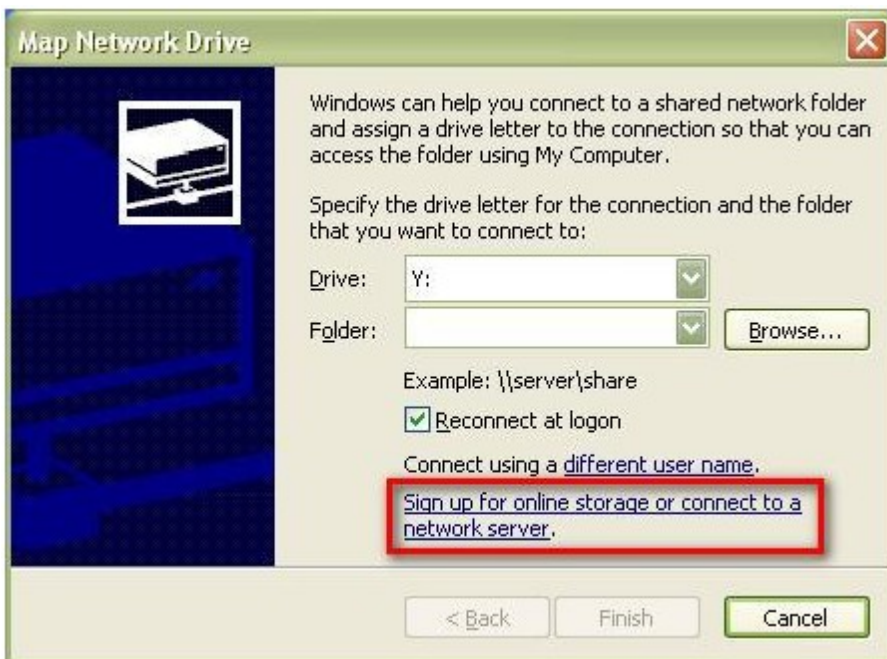 Map Network Drive
Windows can help you connect to a shared network folder
and assign a drive letter to the connection so that you can
access the folder using My Computer.
Specify the drive letter for the connection and the folder
that you want to connect to:
Drive: Y:
Folder: Browse...
Example: \\server\share
Reconnect at logon
Connect using a different user name.
Sign up for online storage or connect to a
network server.
< Back Finish Cancel